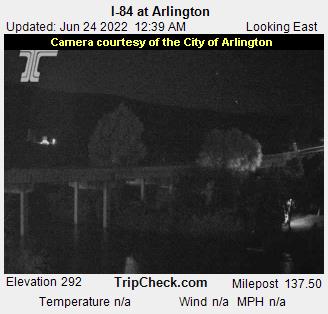 I-84 at Arlington
Updated: Jun 24 2022 12:39 AM Looking East
Camera courtesy of the City of Arlington
Elevation 292 TripCheck.com Milepost 137.50
Temperature n/a Wind n/a MPH n/a